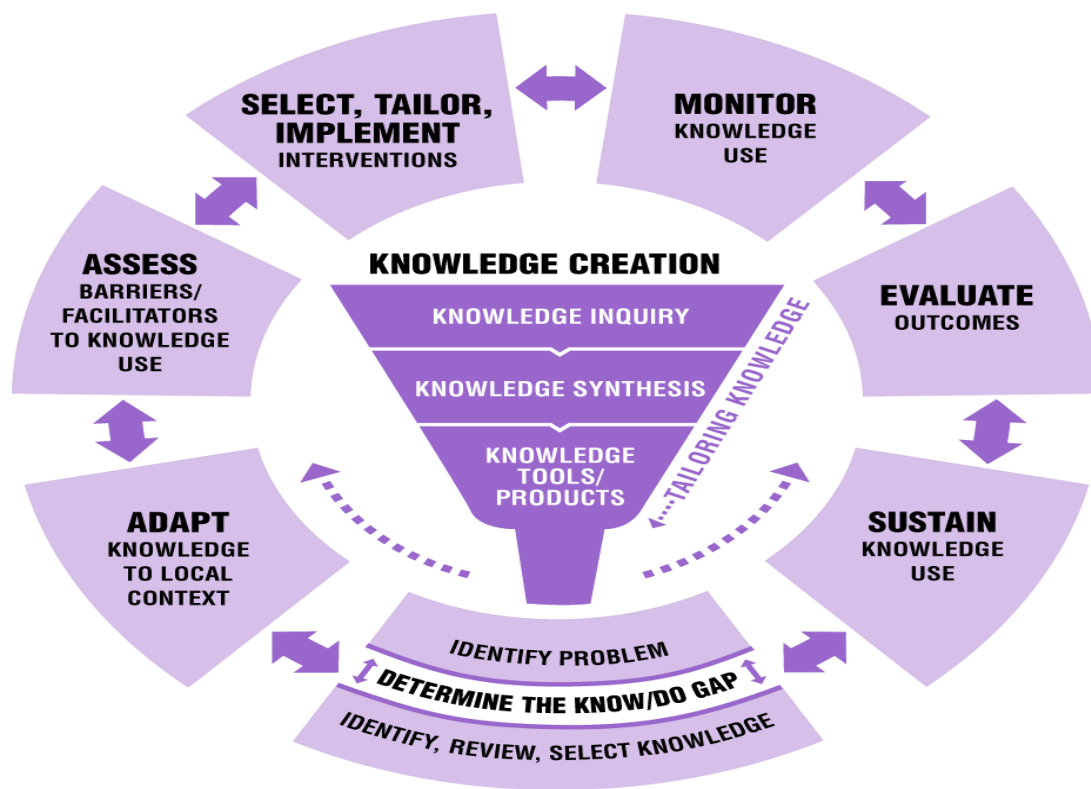 SELECT, TAILOR,
IMPLEMENT
INTERVENTIONS
MONITOR
KNOWLEDGE
USE
ASSESS
BARRIERS/
FACILITATORS
TO KNOWLEDGE
USE
KNOWLEDGE CREATION
KNOWLEDGE INQUIRY
KNOWLEDGE SYNTHESIS
KNOWLEDGE
TOOLS/
PRODUCTS
TAILORING KNOWLEDGE
EVALUATE
OUTCOMES
ADAPT
KNOWLEDGE
TO LOCAL
CONTEXT
SUSTAIN
KNOWLEDGE
USE
IDENTIFY PROBLEM
DETERMINE THE KNOW/DO GAP
IDENTIFY, REVIEW, SELECT KNOWLEDGE